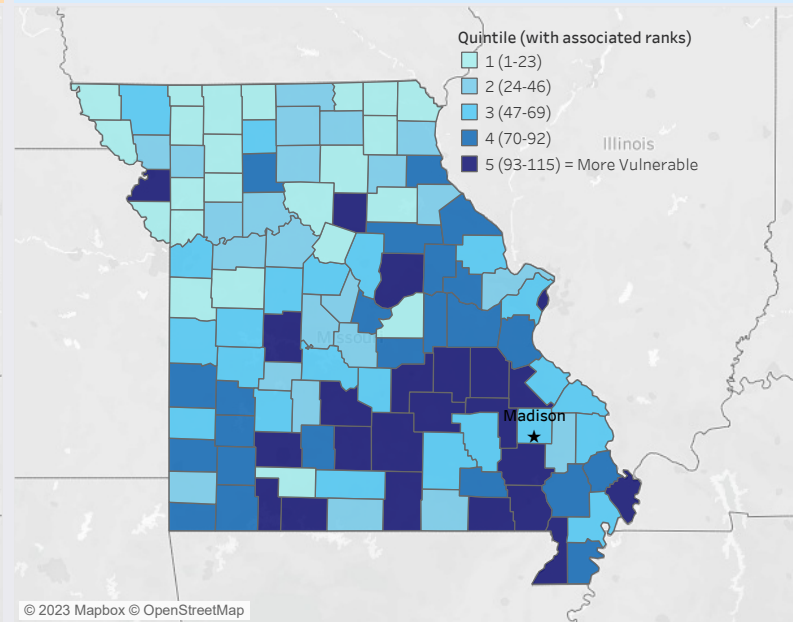 Quintile (with associated ranks)
1 (1-23)
2 (24-46)
3 (47-69)
4 (70-92)
5 (93-115) = More Vulnerable
Illinois
Missouri
Madison
© 2023 Mapbox © OpenStreetMap